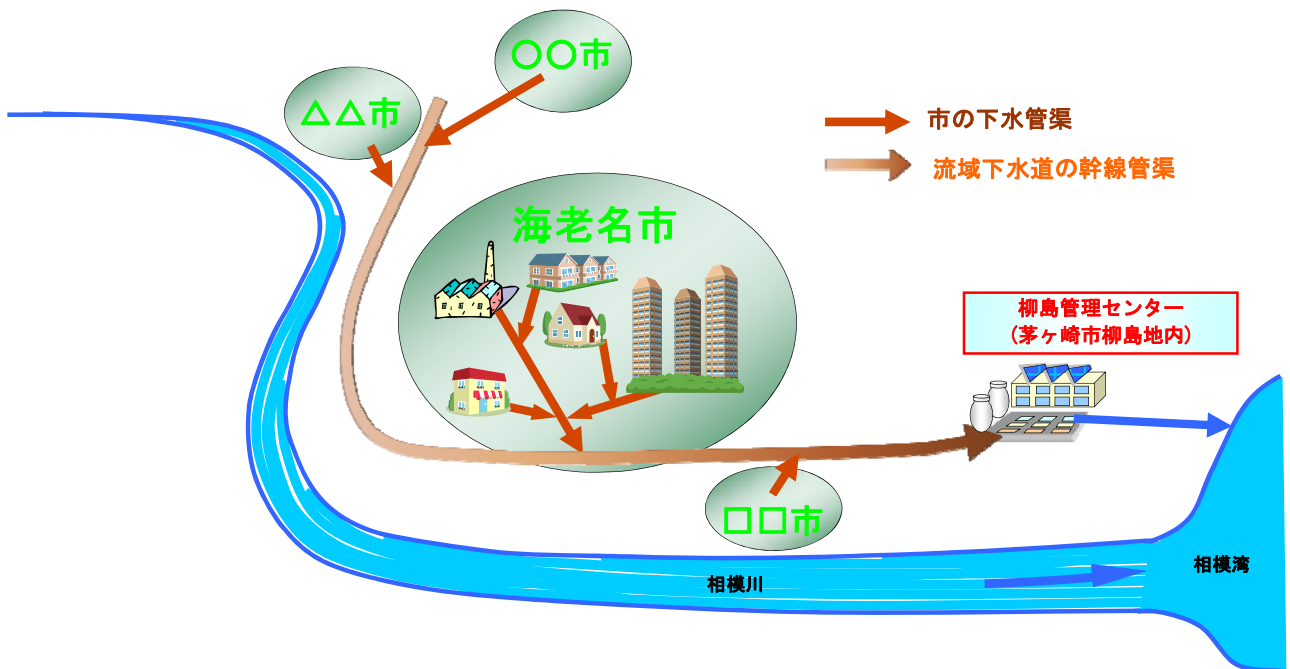 〇〇市
△△市
市の下水管渠
流域下水道の幹線管渠
海老名市
柳島管理センター
(茅ヶ崎市柳島地内)
□□市
相模湾
相模川